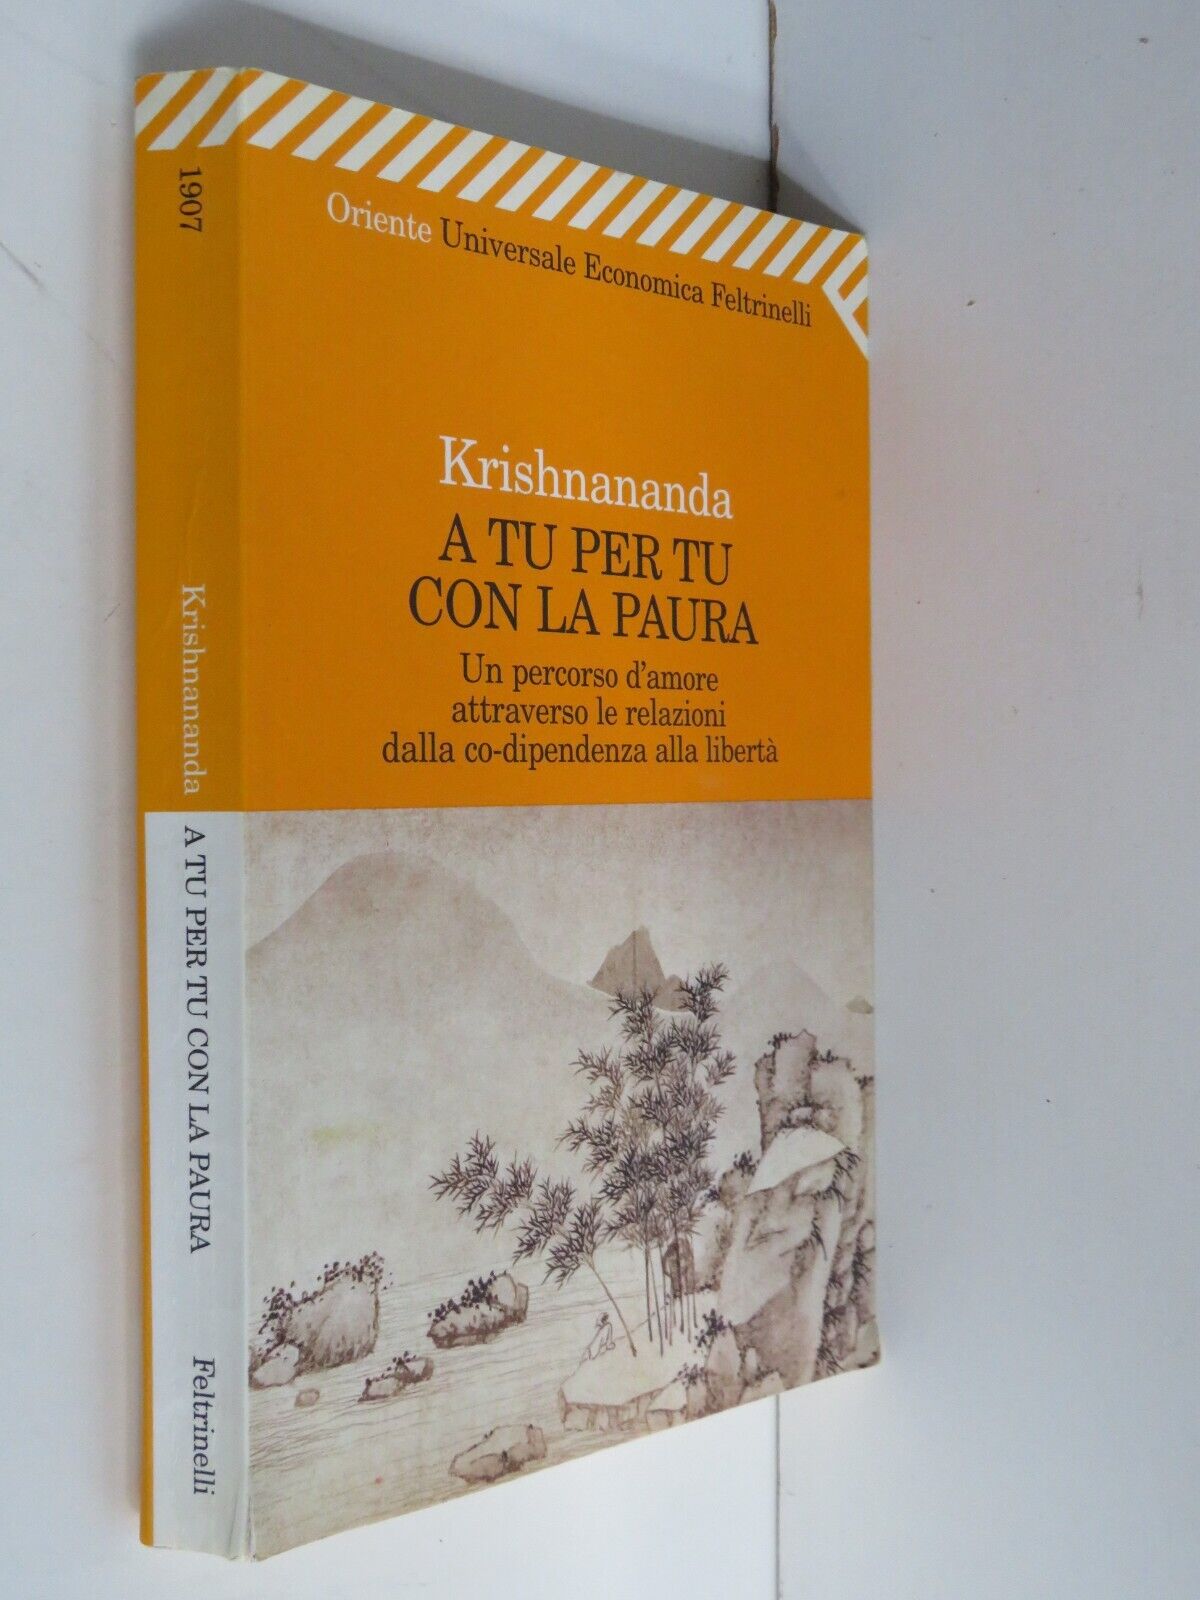 1907
Krishnananda A TU PER TU CON LA PAURA Feltrinelli
Oriente Universale Economica Feltrinelli
Krishnananda
A TU PER TU
CON LA PAURA
Un percorso d'amore
attraverso le relazioni
dalla co-dipendenza alla libertà